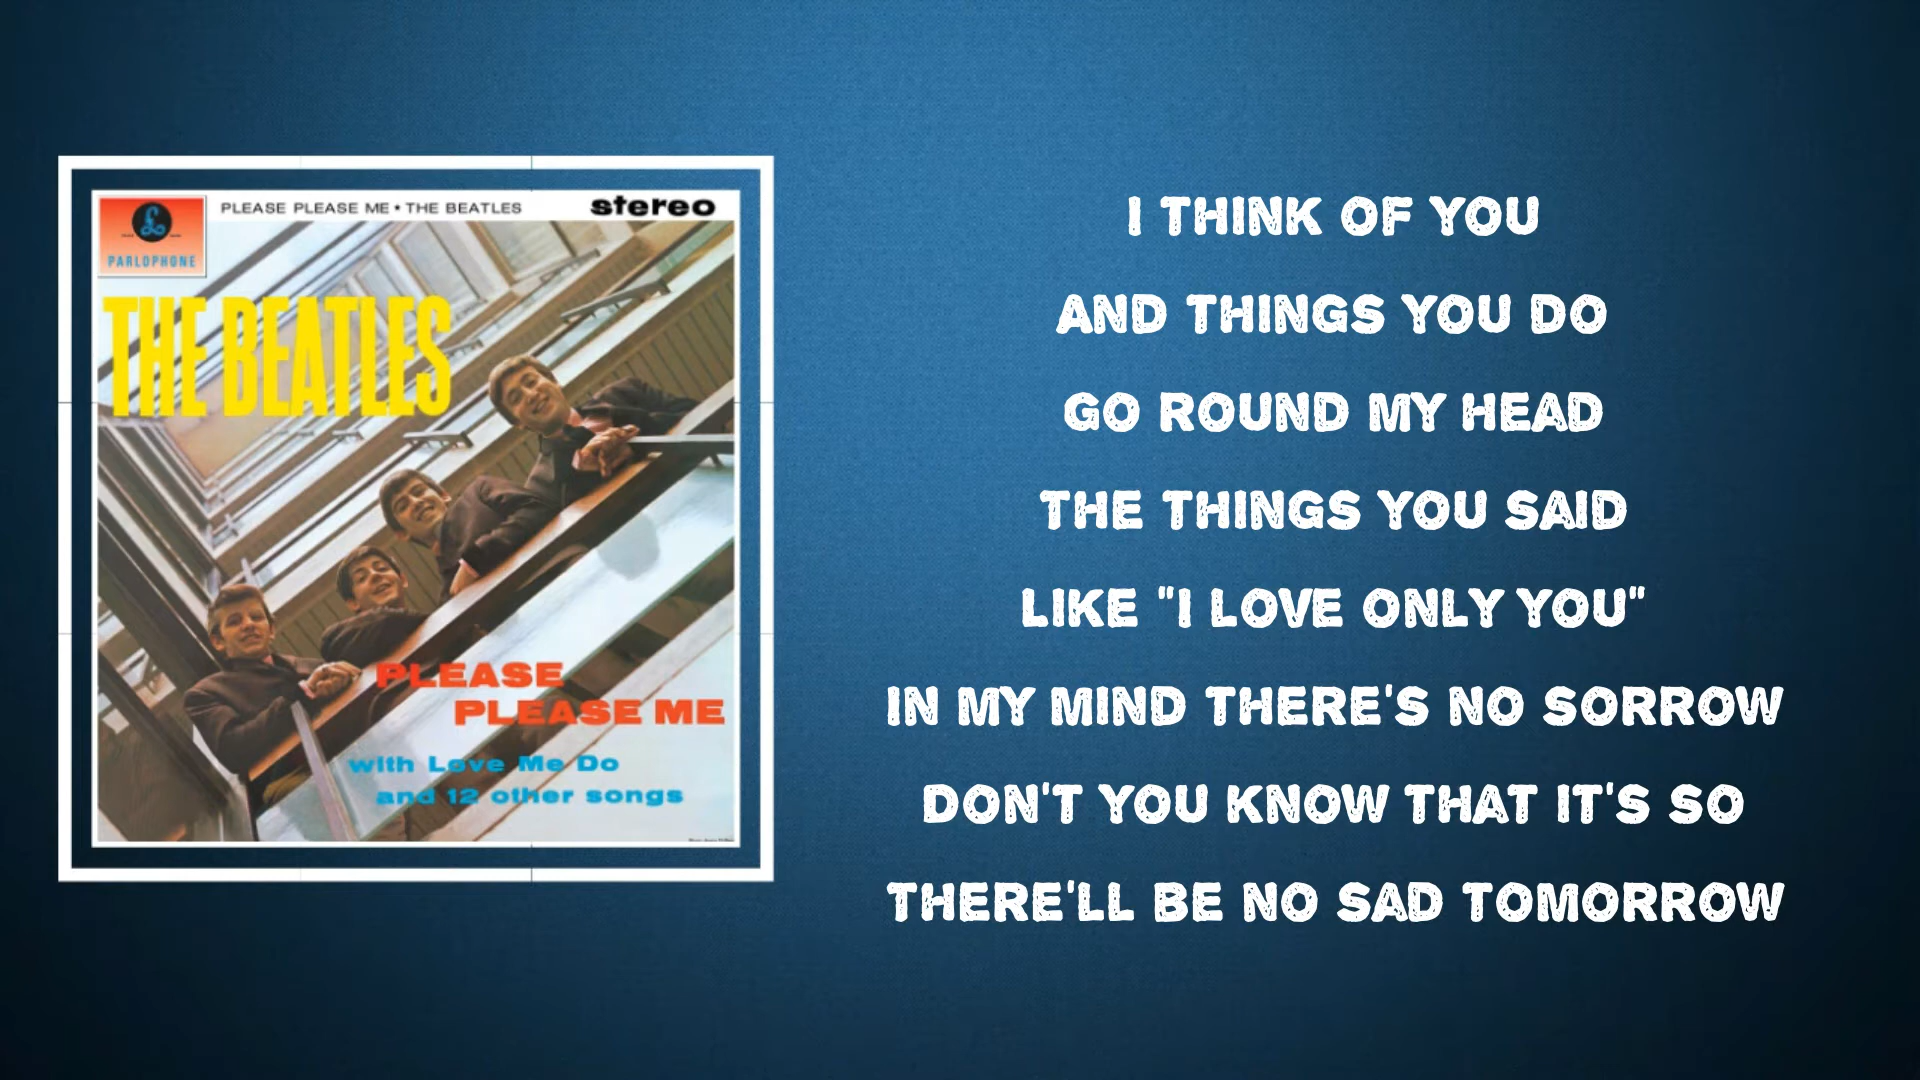 PLEASE PLEASE ME • THE BEATLES
stereo
PARLOPHONE
THE BEATLES
PLEASE
PLEASE ME
with Love Me Do
and 12 other songs
I THINK OF YOU
AND THINGS YOU DO
GO ROUND MY HEAD
THE THINGS YOU SAID
LIKE "I LOVE ONLY YOU"
IN MY MIND THERE'S NO SORROW
DON'T YOU KNOW THAT IT'S SO
THERE'LL BE NO SAD TOMORROW